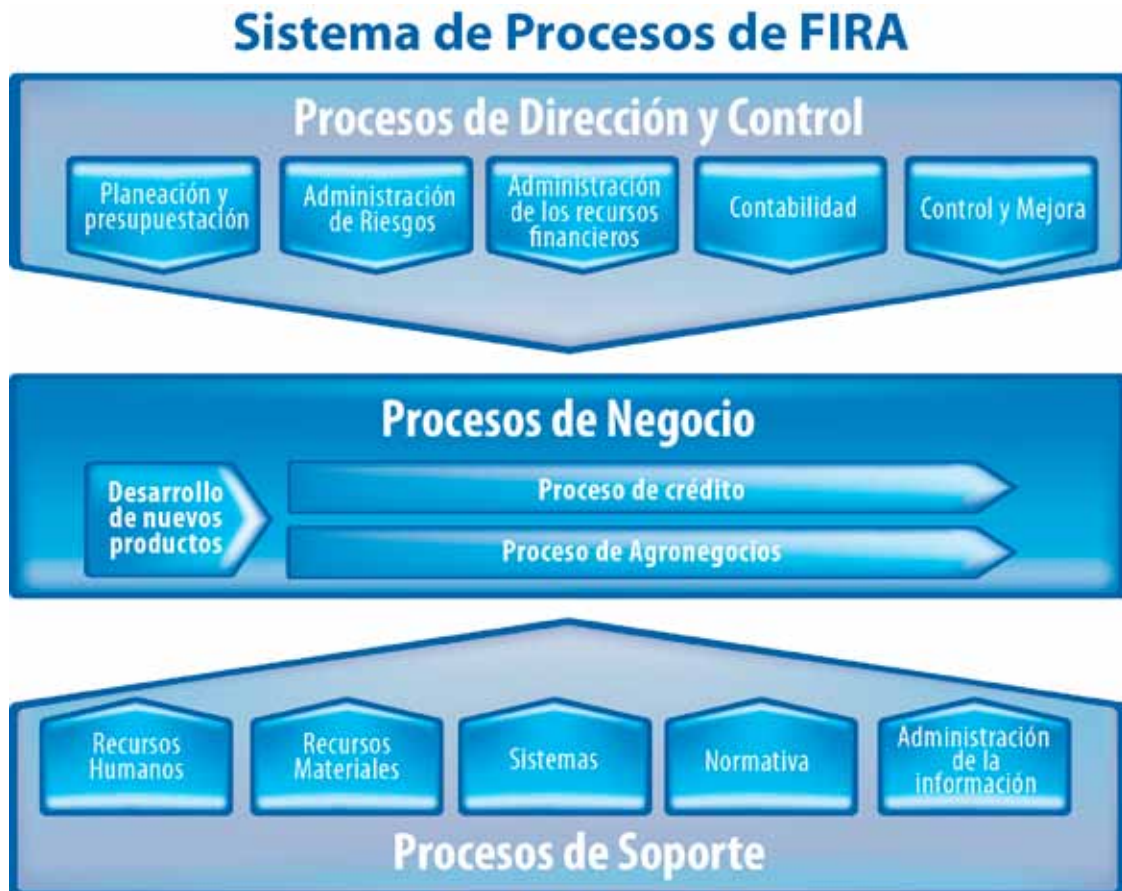 Sistema de Procesos de FIRA
Procesos de Dirección y Control
Planeación y
presupuestación
Administración
de Riesgos
Administración
de los recursos
financieros
Contabilidad
Control y Mejora
Procesos de Negocio
Desarrollo
de nuevos
productos
Proceso de crédito
Proceso de Agronegocios
Recursos
Humanos
Recursos
Materiales
Sistemas
Normativa
Administración
de la
información
Procesos de Soporte